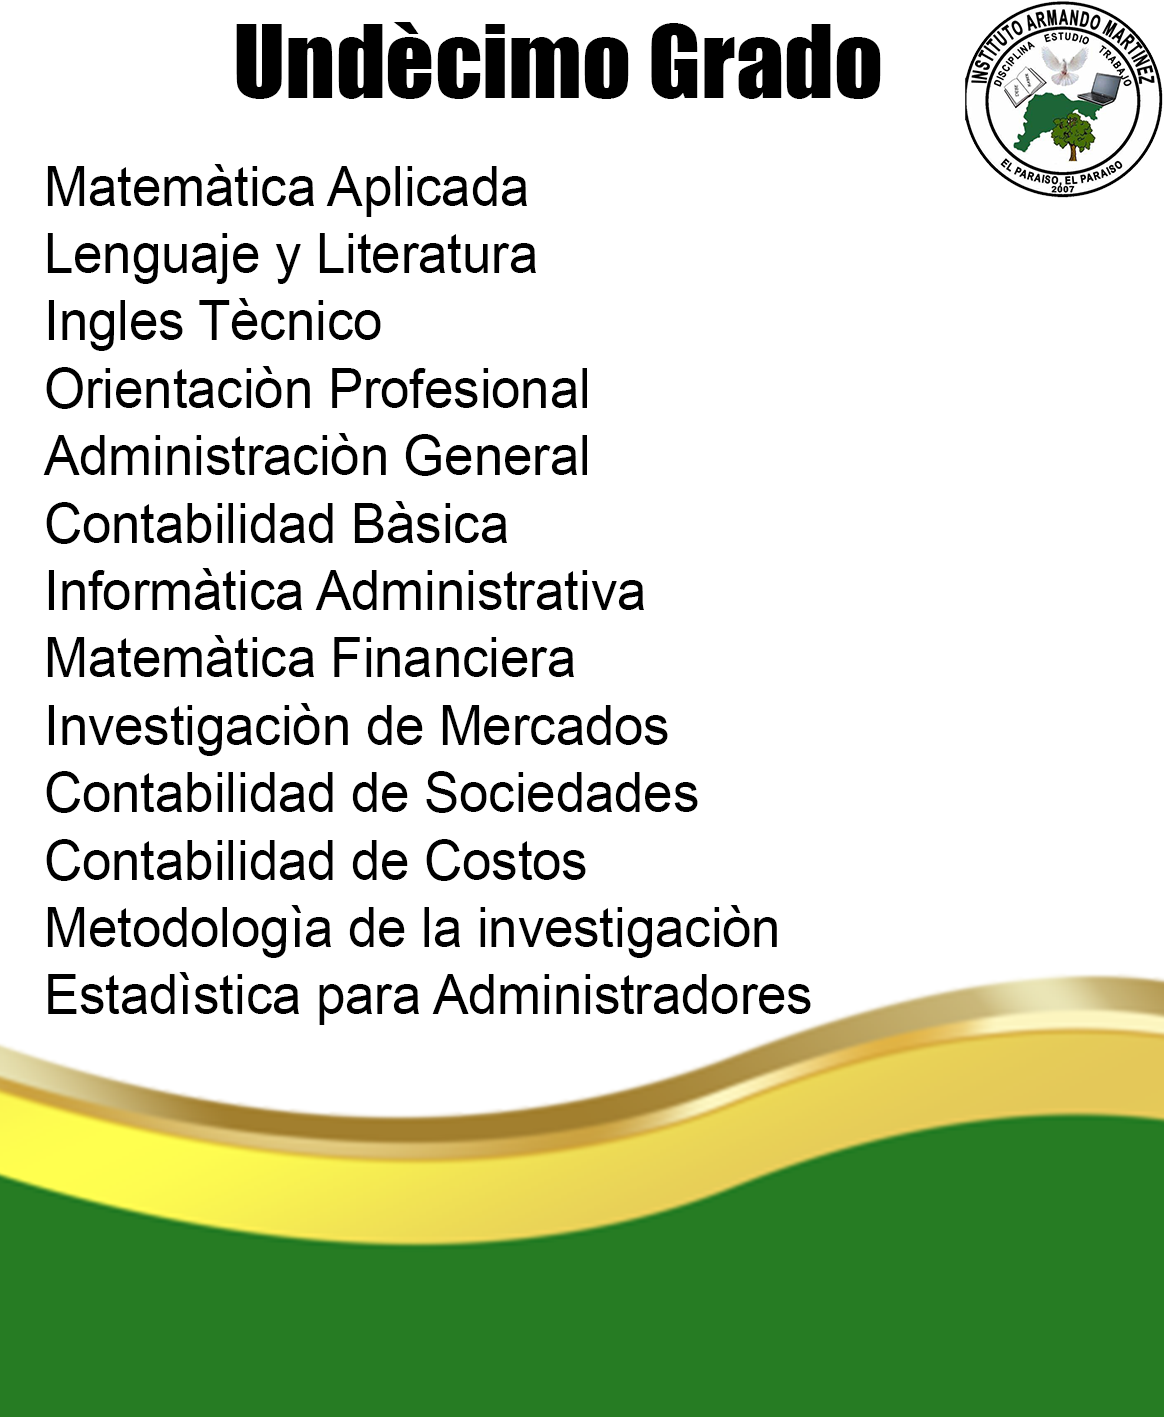 Undècimo Grado
INSTITUTO ARMANDO MARTINEZ
DISCIPLINA ESTUDIO TRABAJO
EL PARAISO, EL PARAISO
2007
Matemàtica Aplicada
Lenguaje y Literatura
Ingles Tècnico
Orientaciòn Profesional
Administraciòn General
Contabilidad Bàsica
Informàtica Administrativa
Matemàtica Financiera
Investigaciòn de Mercados
Contabilidad de Sociedades
Contabilidad de Costos
Metodologìa de la investigaciòn
Estadìstica para Administradores